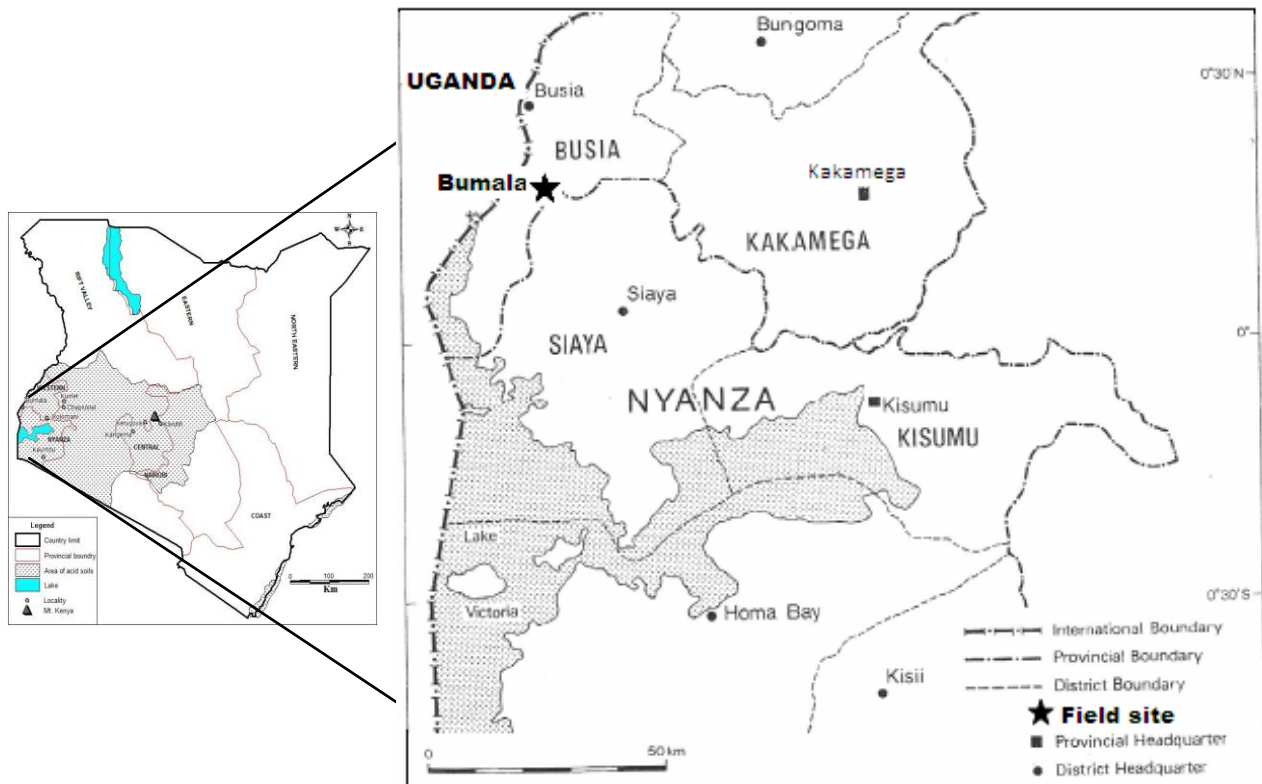 N
W E
S
RIFT VALLEY
EASTERN
NORTH EASTERN
WESTERN
Bumala
NYANZA
CENTRAL
NAIROBI
COAST
Legend
Country limit
Provincial boundry
Area of acid soils
Lake
Locality
Mt. Kenya
0 100 200
Km
Bungoma
0°30'N
UGANDA
Busia
BUSIA
Bumala
Kakamega
KAKAMEGA
Siaya
SIAYA
0°
NYANZA
Kisumu
KISUMU
Lake
Victoria
Homa Bay
0°30'S
Kisii
International Boundary
Provincial Boundary
District Boundary
Field site
Provincial Headquarter
District Headquarter
0 50 km